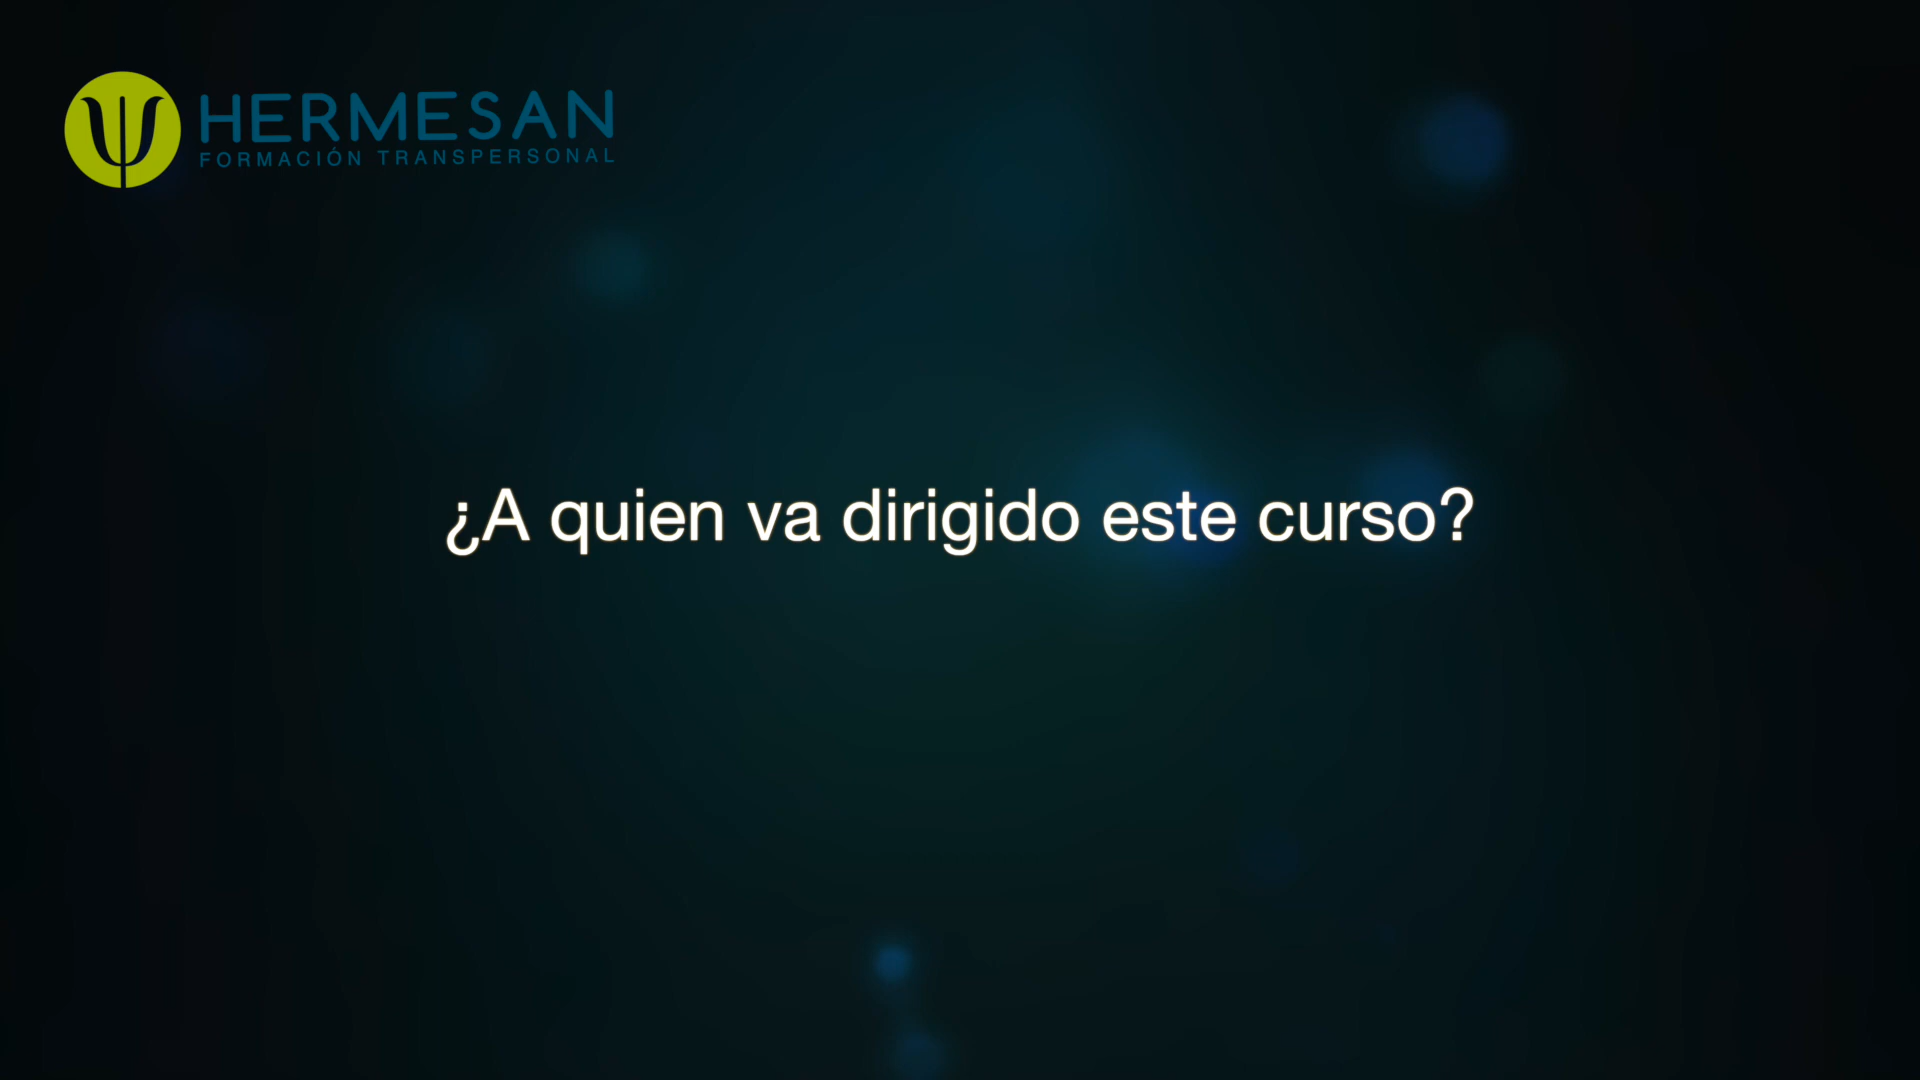 HERMESAN
FORMACIÓN TRANSPERSONAL
¿A quien va dirigido este curso?